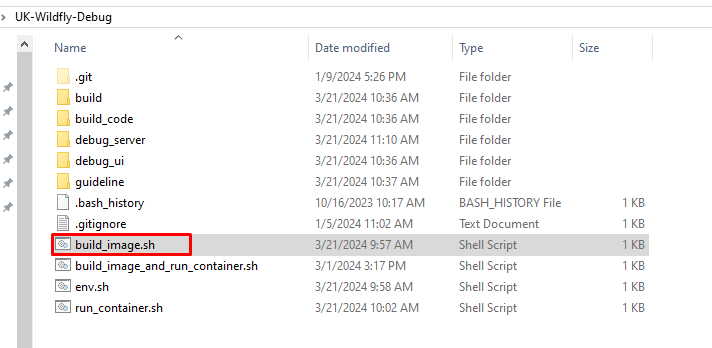 UK-Wildfly-Debug
Name Date modified Type Size
.git 1/9/2024 5:26 PM File folder
build 3/21/2024 10:36 AM File folder
build_code 3/21/2024 10:36 AM File folder
debug_server 3/21/2024 11:10 AM File folder
debug_ui 3/21/2024 10:36 AM File folder
guideline 3/21/2024 10:37 AM File folder
.bash_history 10/16/2023 10:17 AM BASH_HISTORY File 1 KB
.gitignore 1/5/2024 11:02 AM Text Document 1 KB
build_image.sh 3/21/2024 9:57 AM Shell Script 1 KB
build_image_and_run_container.sh 3/1/2024 3:17 PM Shell Script 1 KB
env.sh 3/21/2024 9:58 AM Shell Script 1 KB
run_container.sh 3/21/2024 10:02 AM Shell Script 1 KB